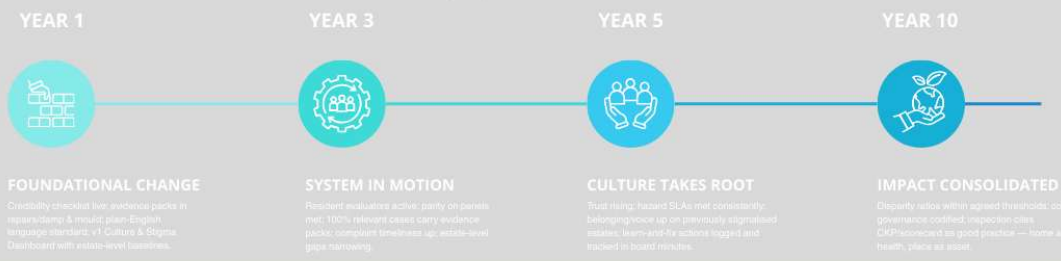 YEAR 1
YEAR 3
YEAR 5
YEAR 10
FOUNDATIONAL CHANGE
Credibility checklist live; evidence packs in
repairs/damp & mould; plain-English
language standard; v1 Culture & Stigma
Dashboard with estate-level baselines.
SYSTEM IN MOTION
Resident evaluators active; parity on panels
met; 100% relevant cases carry evidence
packs; complaint timeliness up; estate-level
gaps narrowing.
CULTURE TAKES ROOT
Trust rising; hazard SLAs met consistently;
belonging/voice up on previously stigmatised
estates; learn-and-fix actions logged and
tracked in board minutes.
IMPACT CONSOLIDATED
Disparity ratios within agreed thresholds;
governance codified; inspection cites
as good practice — home
health, place as asset.